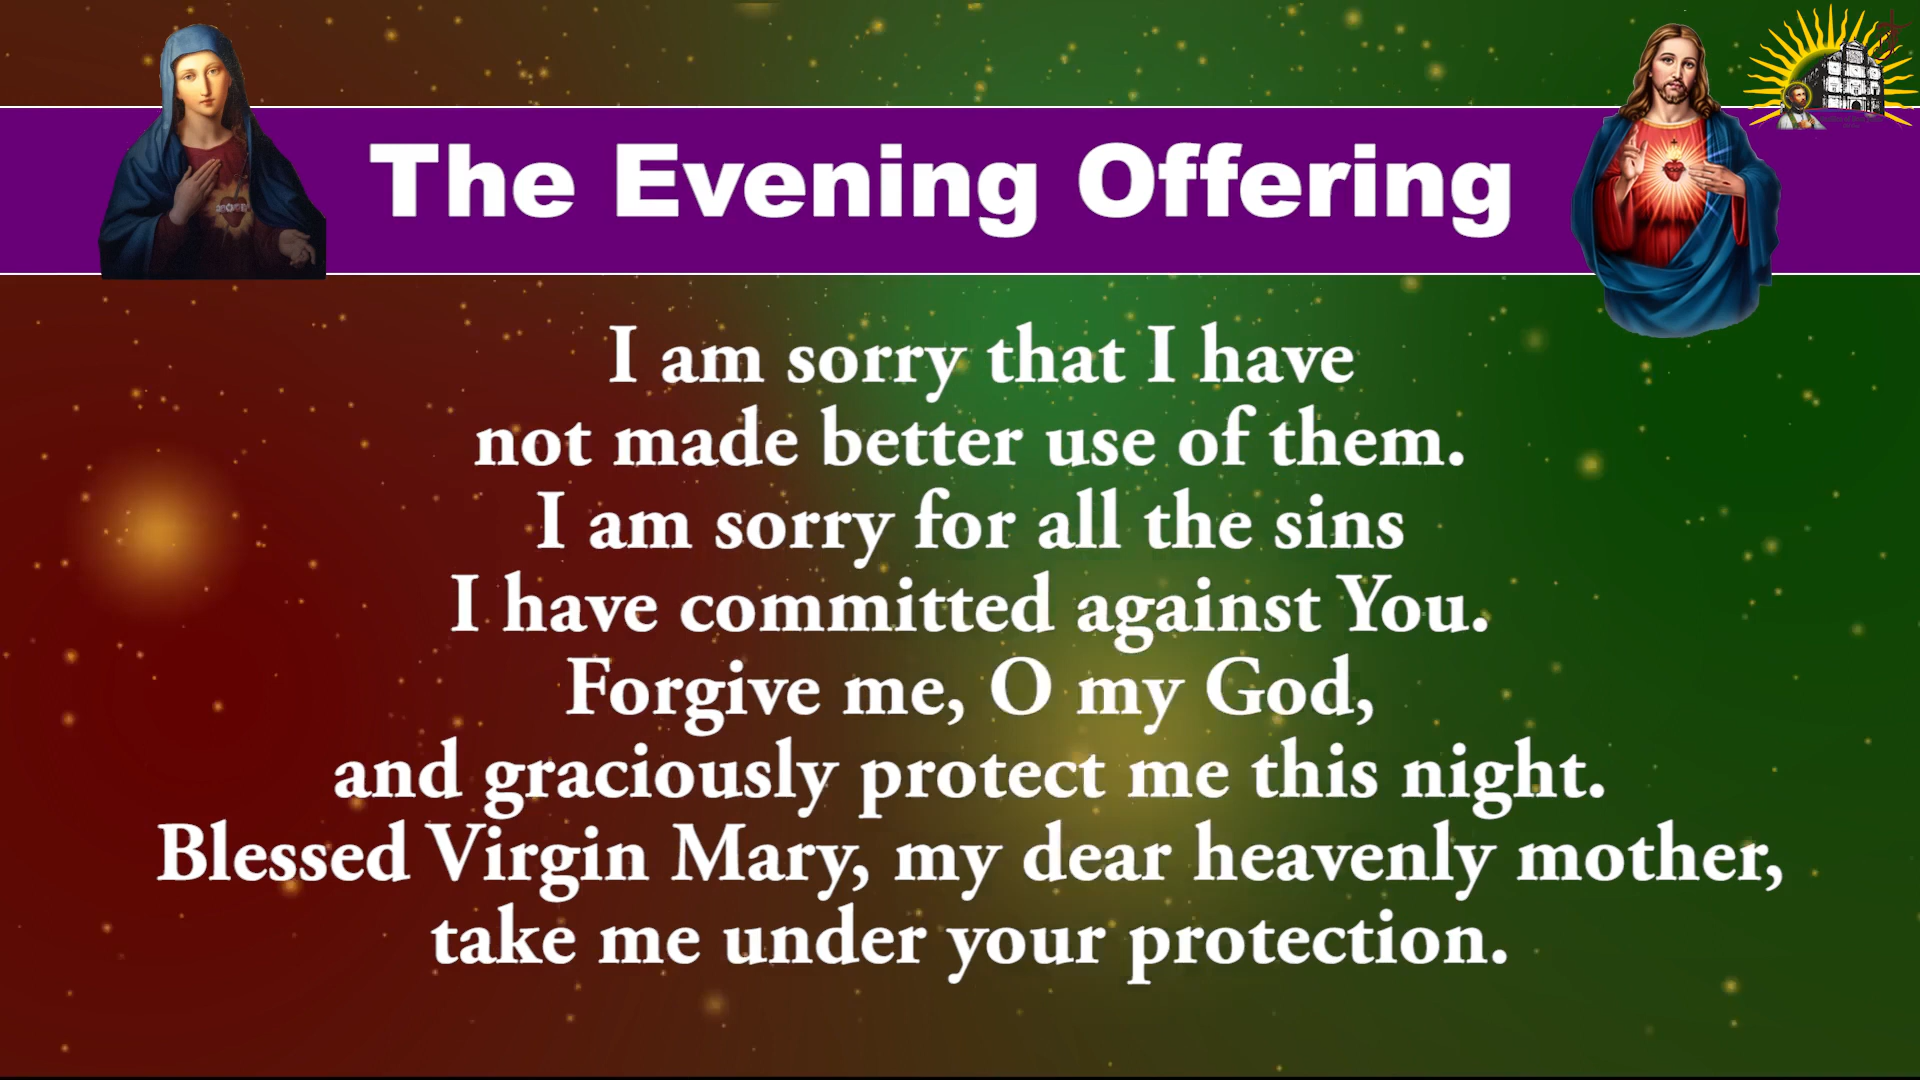 The Evening Offering
I am sorry that I have
not made better use of them.
I am sorry for all the sins
I have committed against You.
Forgive me, O my God,
and graciously protect me this night.
Blessed Virgin Mary, my dear heavenly mother,
take me under your protection.